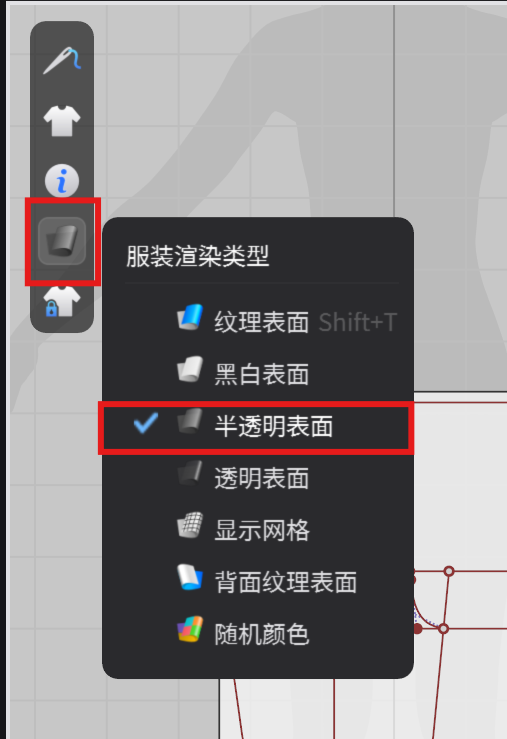 服装渲染类型
纹理表面 Shift+T
黑白表面
半透明表面
透明表面
显示网格
背面纹理表面
随机颜色